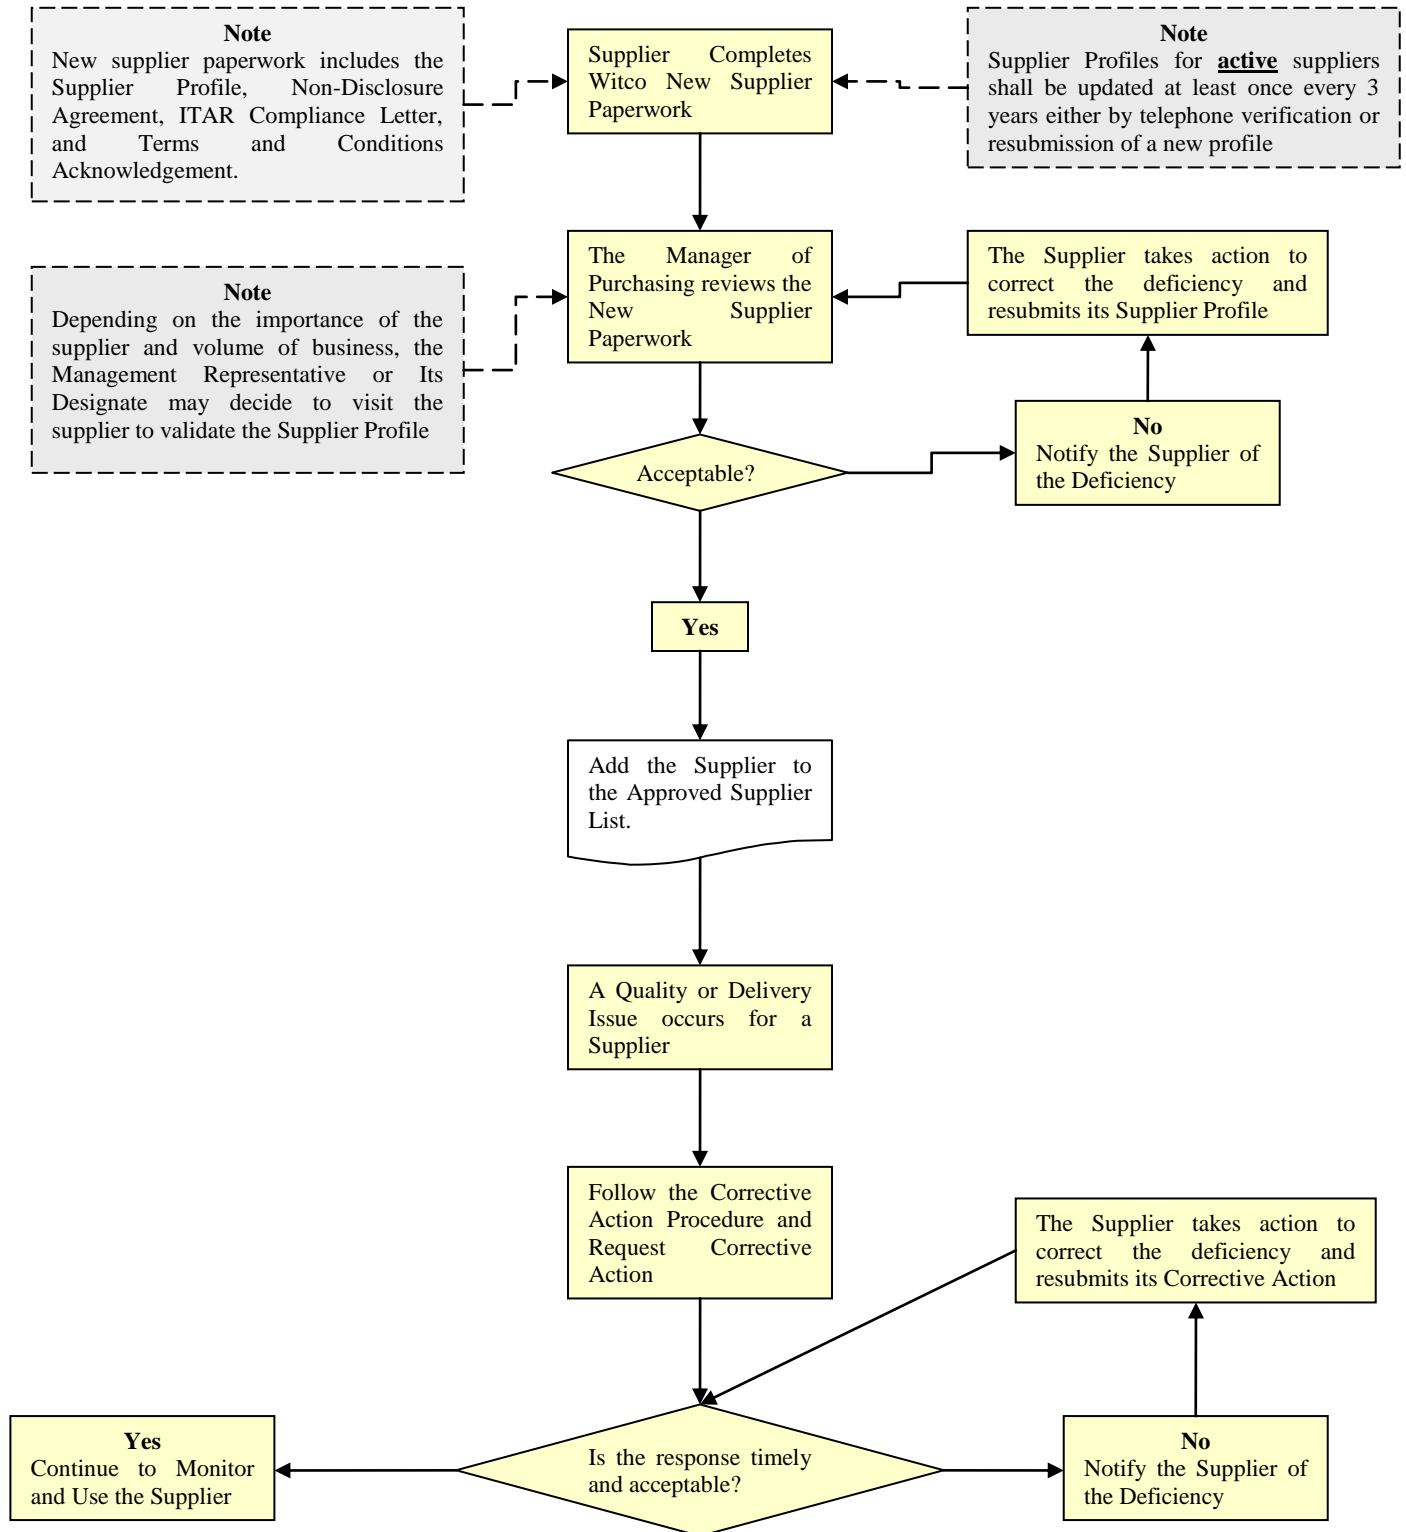 Note
New supplier paperwork includes the
Supplier Profile, Non-Disclosure
Agreement, ITAR Compliance Letter,
and Terms and Conditions
Acknowledgement.
Supplier Completes
Witco New Supplier
Paperwork
Note
Supplier Profiles for active suppliers
shall be updated at least once every 3
years either by telephone verification or
resubmission of a new profile
Note
Depending on the importance of the
supplier and volume of business, the
Management Representative or Its
Designate may decide to visit the
supplier to validate the Supplier Profile
The Manager of
Purchasing reviews the
New Supplier
Paperwork
The Supplier takes action to
correct the deficiency and
resubmits its Supplier Profile
Acceptable?
No
Notify the Supplier of
the Deficiency
Yes
Add the Supplier to
the Approved Supplier
List.
A Quality or Delivery
Issue occurs for a
Supplier
Follow the Corrective
Action Procedure and
Request Corrective
Action
The Supplier takes action to
correct the deficiency and
resubmits its Corrective Action
Yes
Continue to Monitor
and Use the Supplier
Is the response timely
and acceptable?
No
Notify the Supplier of
the Deficiency